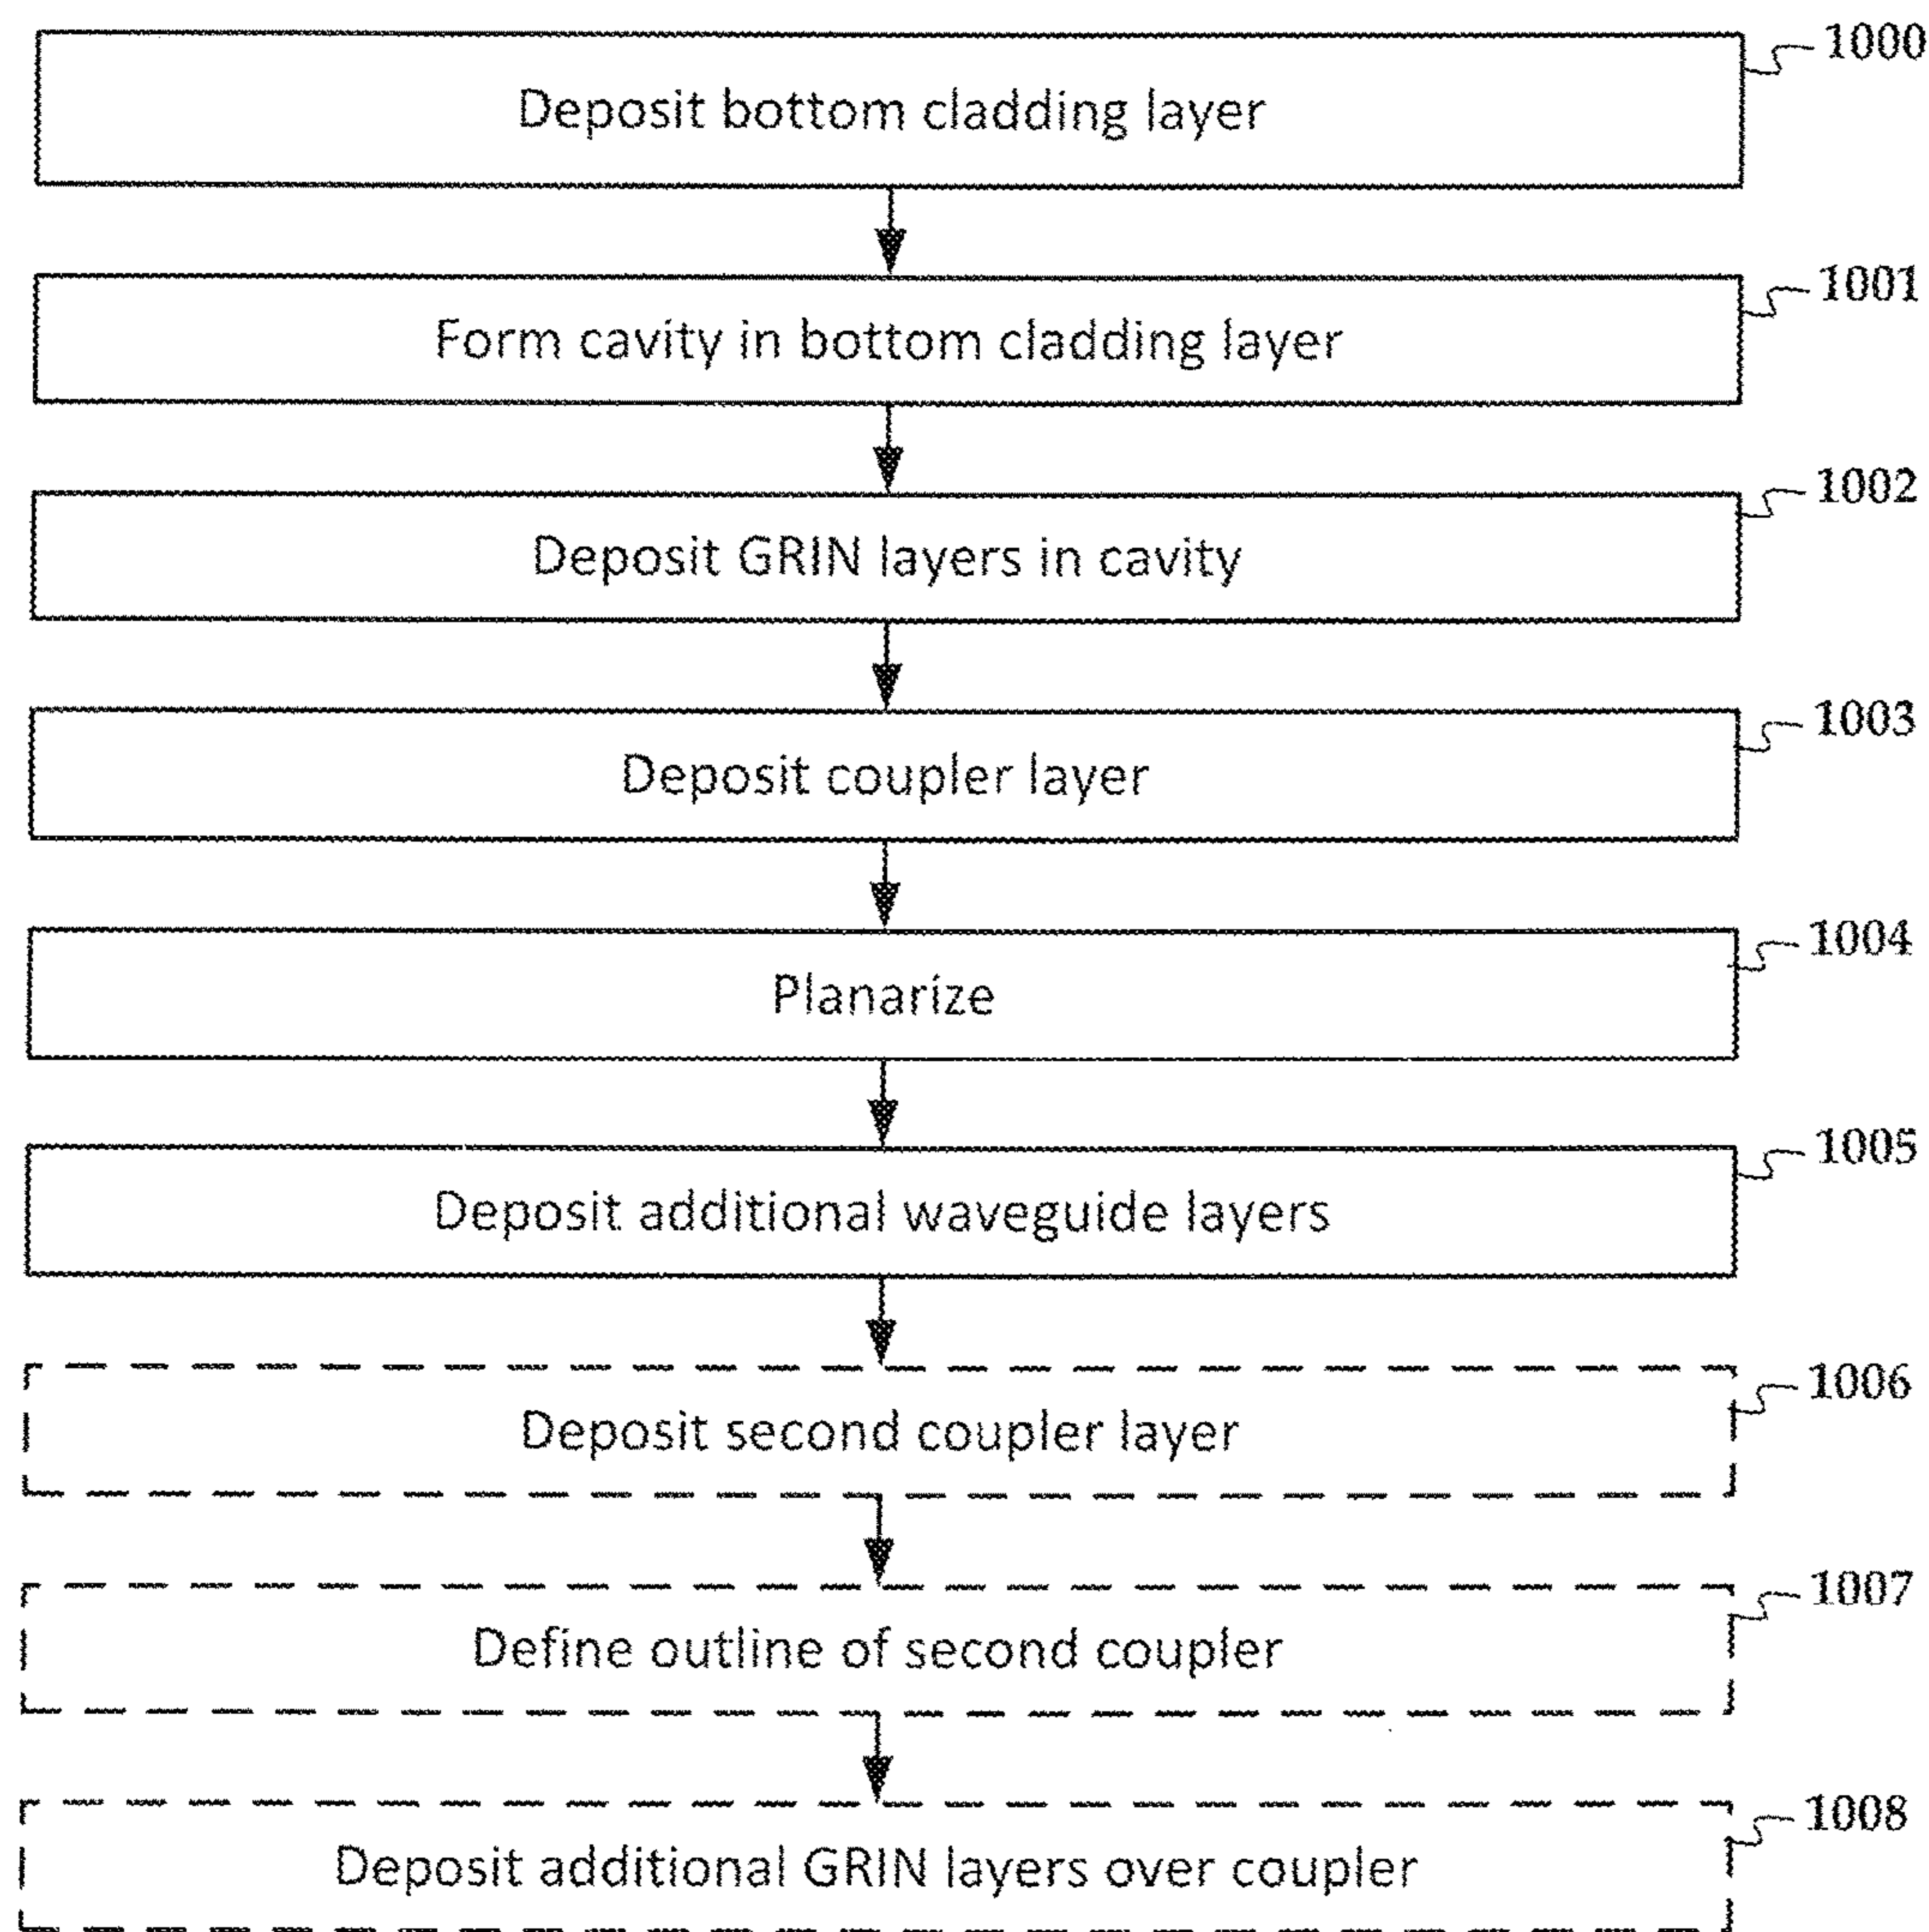 1000
Deposit bottom cladding layer
1001
Form cavity in bottom cladding layer
1002
Deposit GRIN layers in cavity
1003
Deposit coupler layer
1004
Planarize
1005
Deposit additional waveguide layers
1006
Deposit second coupler layer
1007
Define outline of second coupler
1008
Deposit additional GRIN layers over coupler